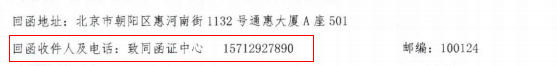 回函地址：北京市朝阳区惠河南街 1132 号通惠大厦 A 座 501
回函收件人及电话：致同函证中心 15712927890 邮编：100124